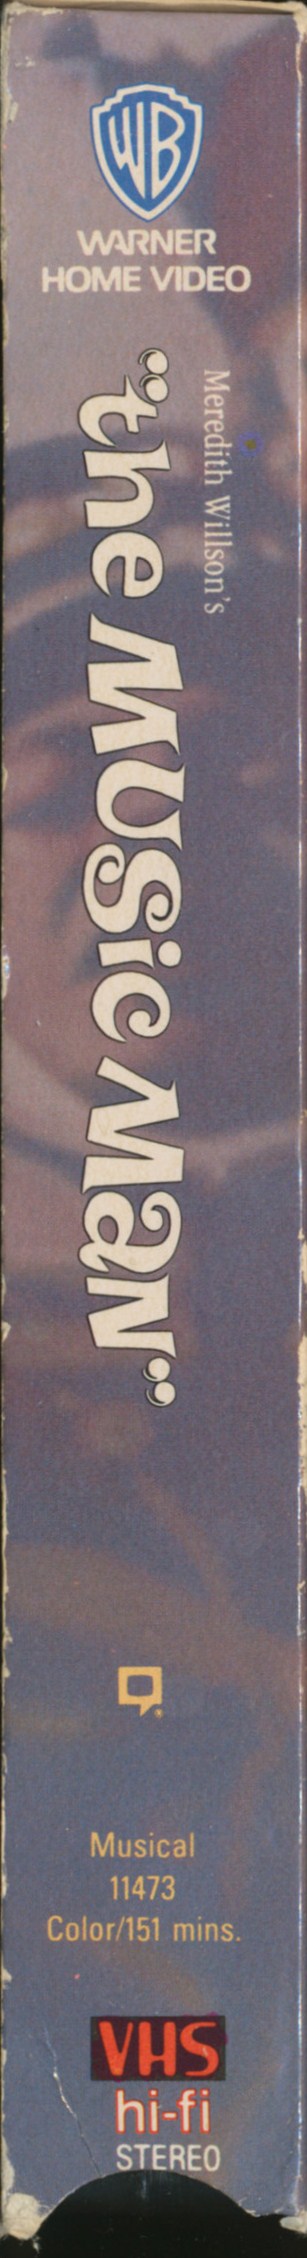 WB
WARNER
HOME VIDEO
Meredith Willson's
"the Music Man"
Musical
11473
Color/151 mins.
VHS
hi-fi
STEREO